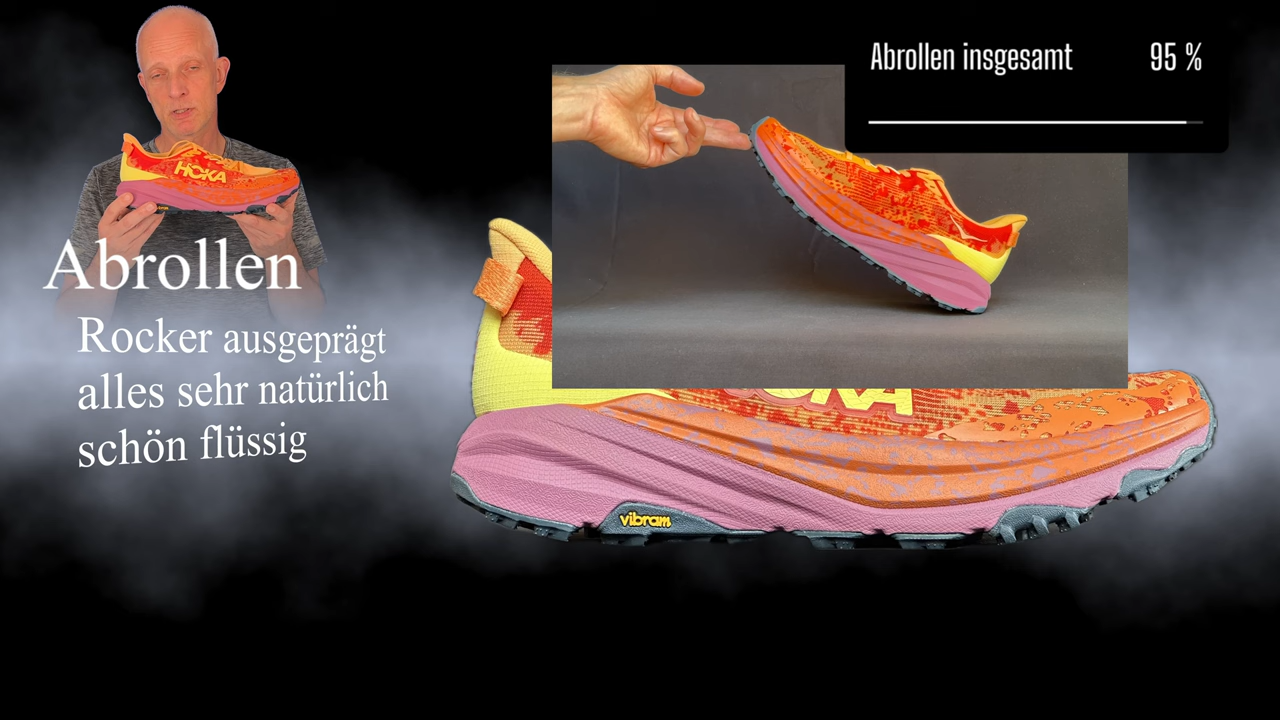 Abrollen insgesamt 95 %
HOKA
Abrollen
Rocker ausgeprägt
alles sehr natürlich
schön flüssig
vibram